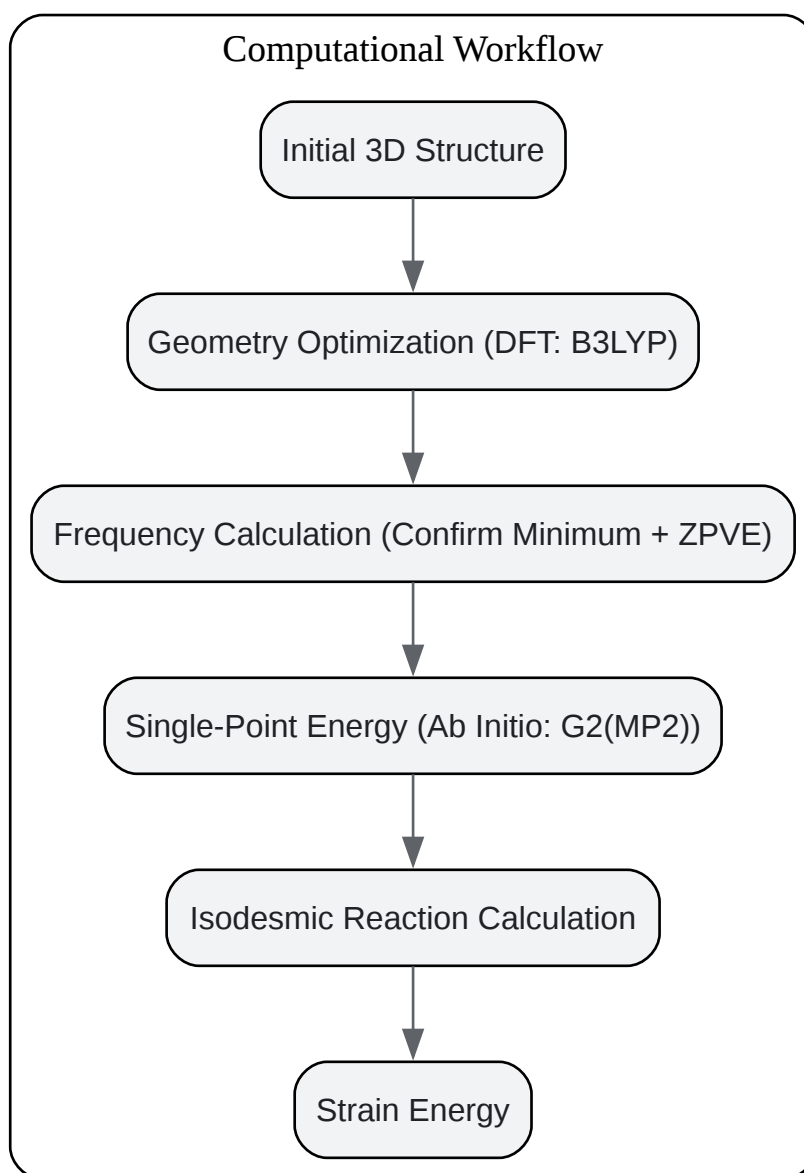 Computational Workflow
Initial 3D Structure
Geometry Optimization (DFT: B3LYP)
Frequency Calculation (Confirm Minimum + ZPVE)
Single-Point Energy (Ab Initio: G2(MP2))
Isodesmic Reaction Calculation
Strain Energy